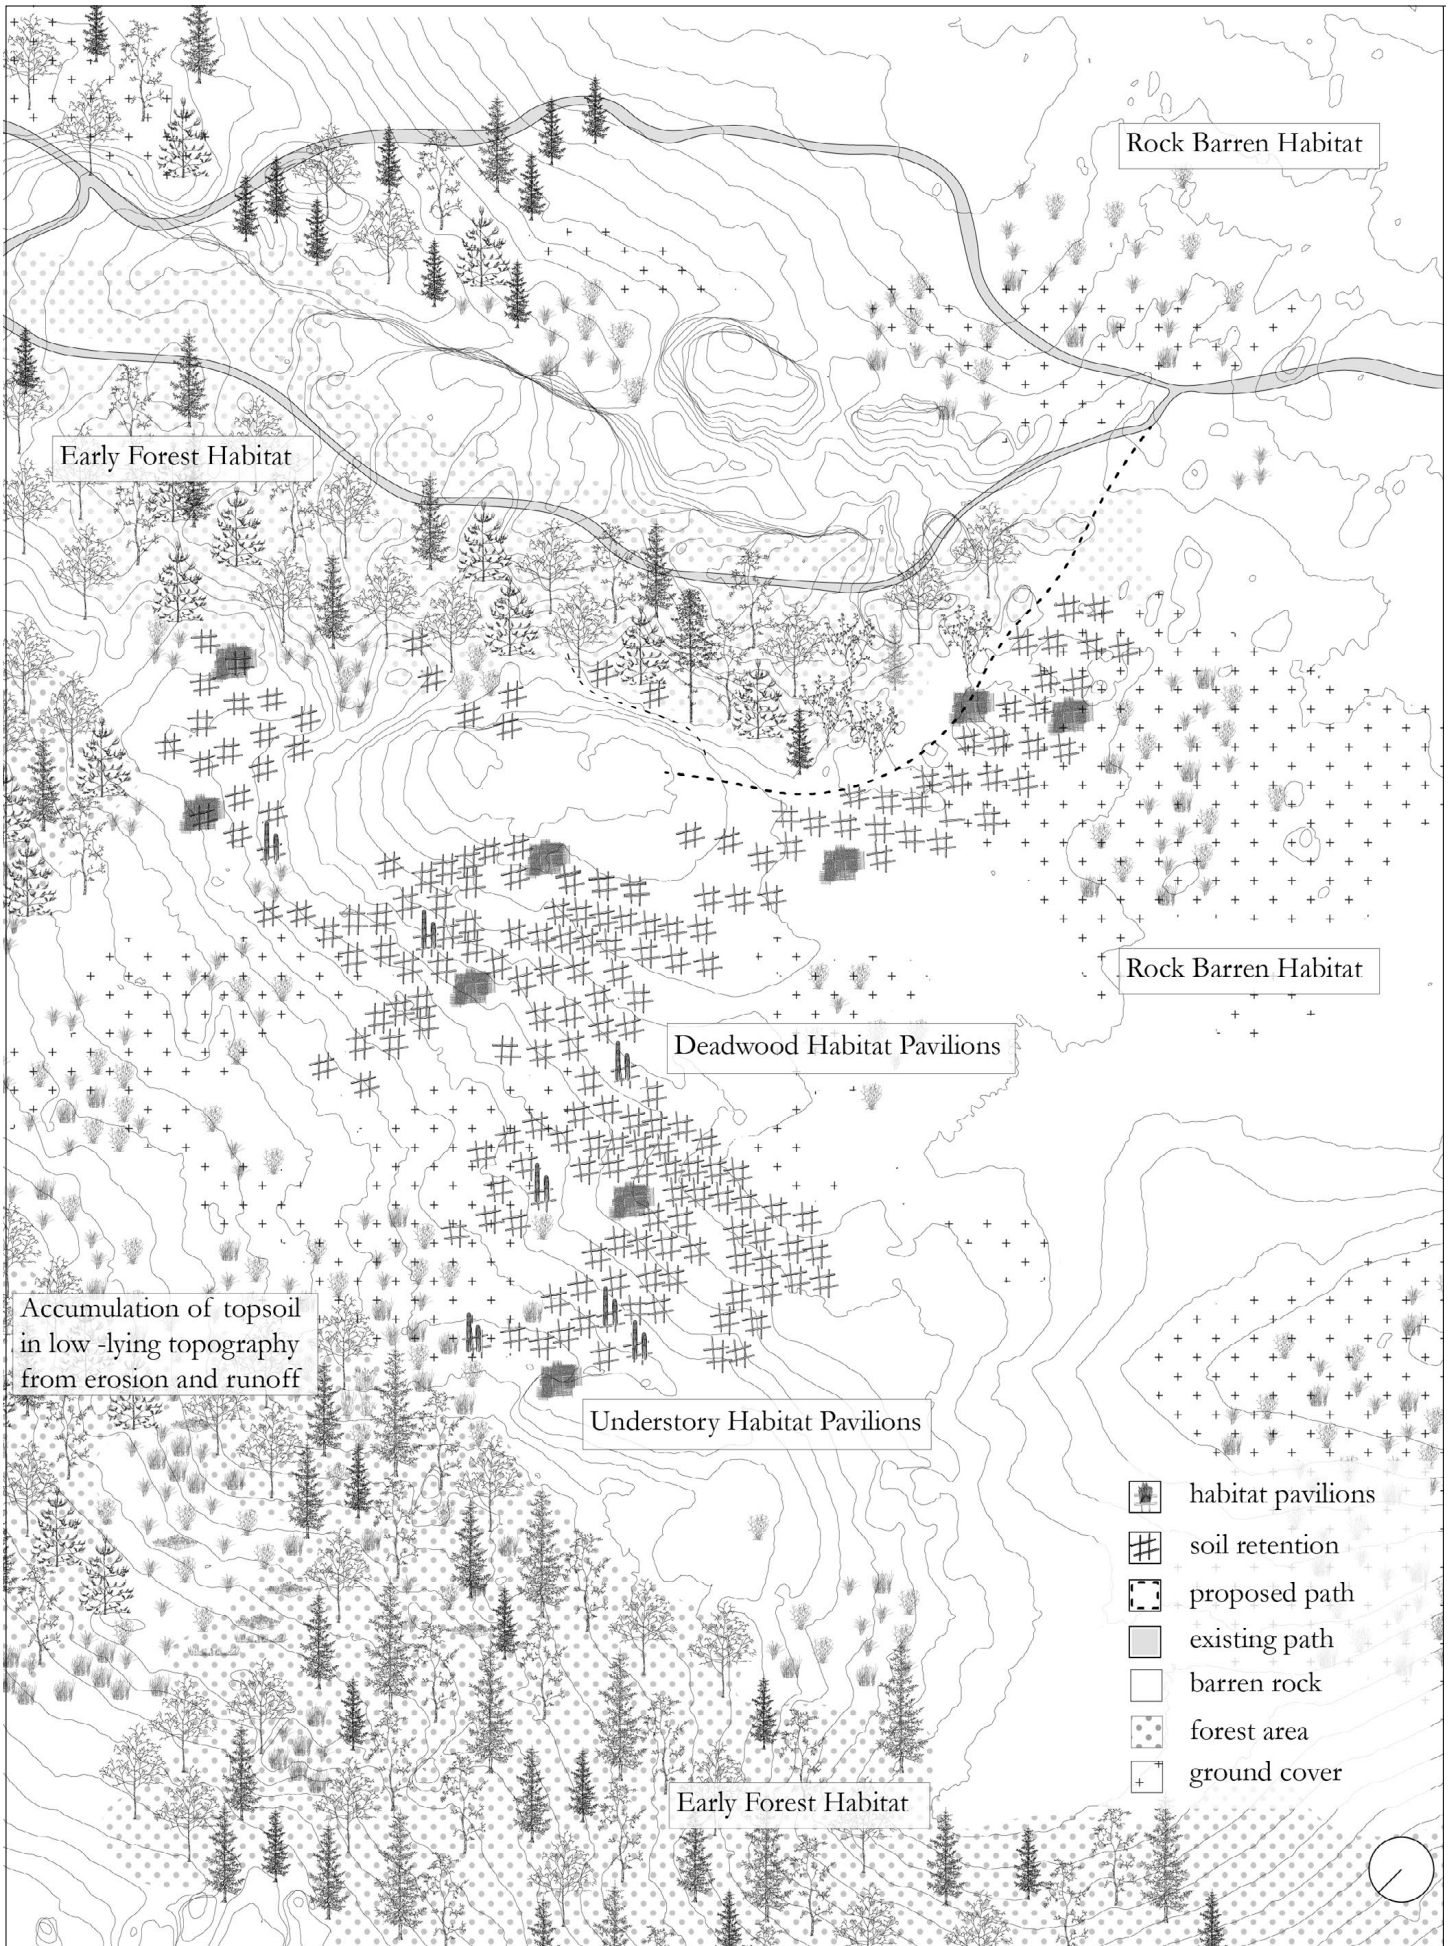 Rock Barren Habitat
Early Forest Habitat
Rock Barren Habitat
Deadwood Habitat Pavilions
Accumulation of topsoil
in low -lying topography
from erosion and runoff
Understory Habitat Pavilions
habitat pavilions
soil retention
proposed path
existing path
barren rock
forest area
ground cover
Early Forest Habitat